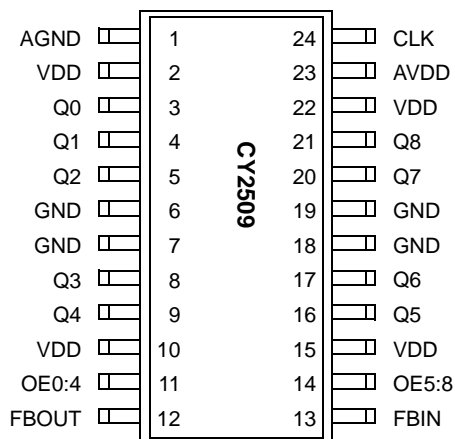 AGND 1 24 CLK
VDD 2 23 AVDD
Q0 3 22 VDD
Q1 4 21 Q8
Q2 5 20 Q7
GND 6 19 GND
GND 7 18 GND
Q3 8 17 Q6
Q4 9 16 Q5
VDD 10 15 VDD
OE0:4 11 14 OE5:8
FBOUT 12 13 FBIN
CY2509